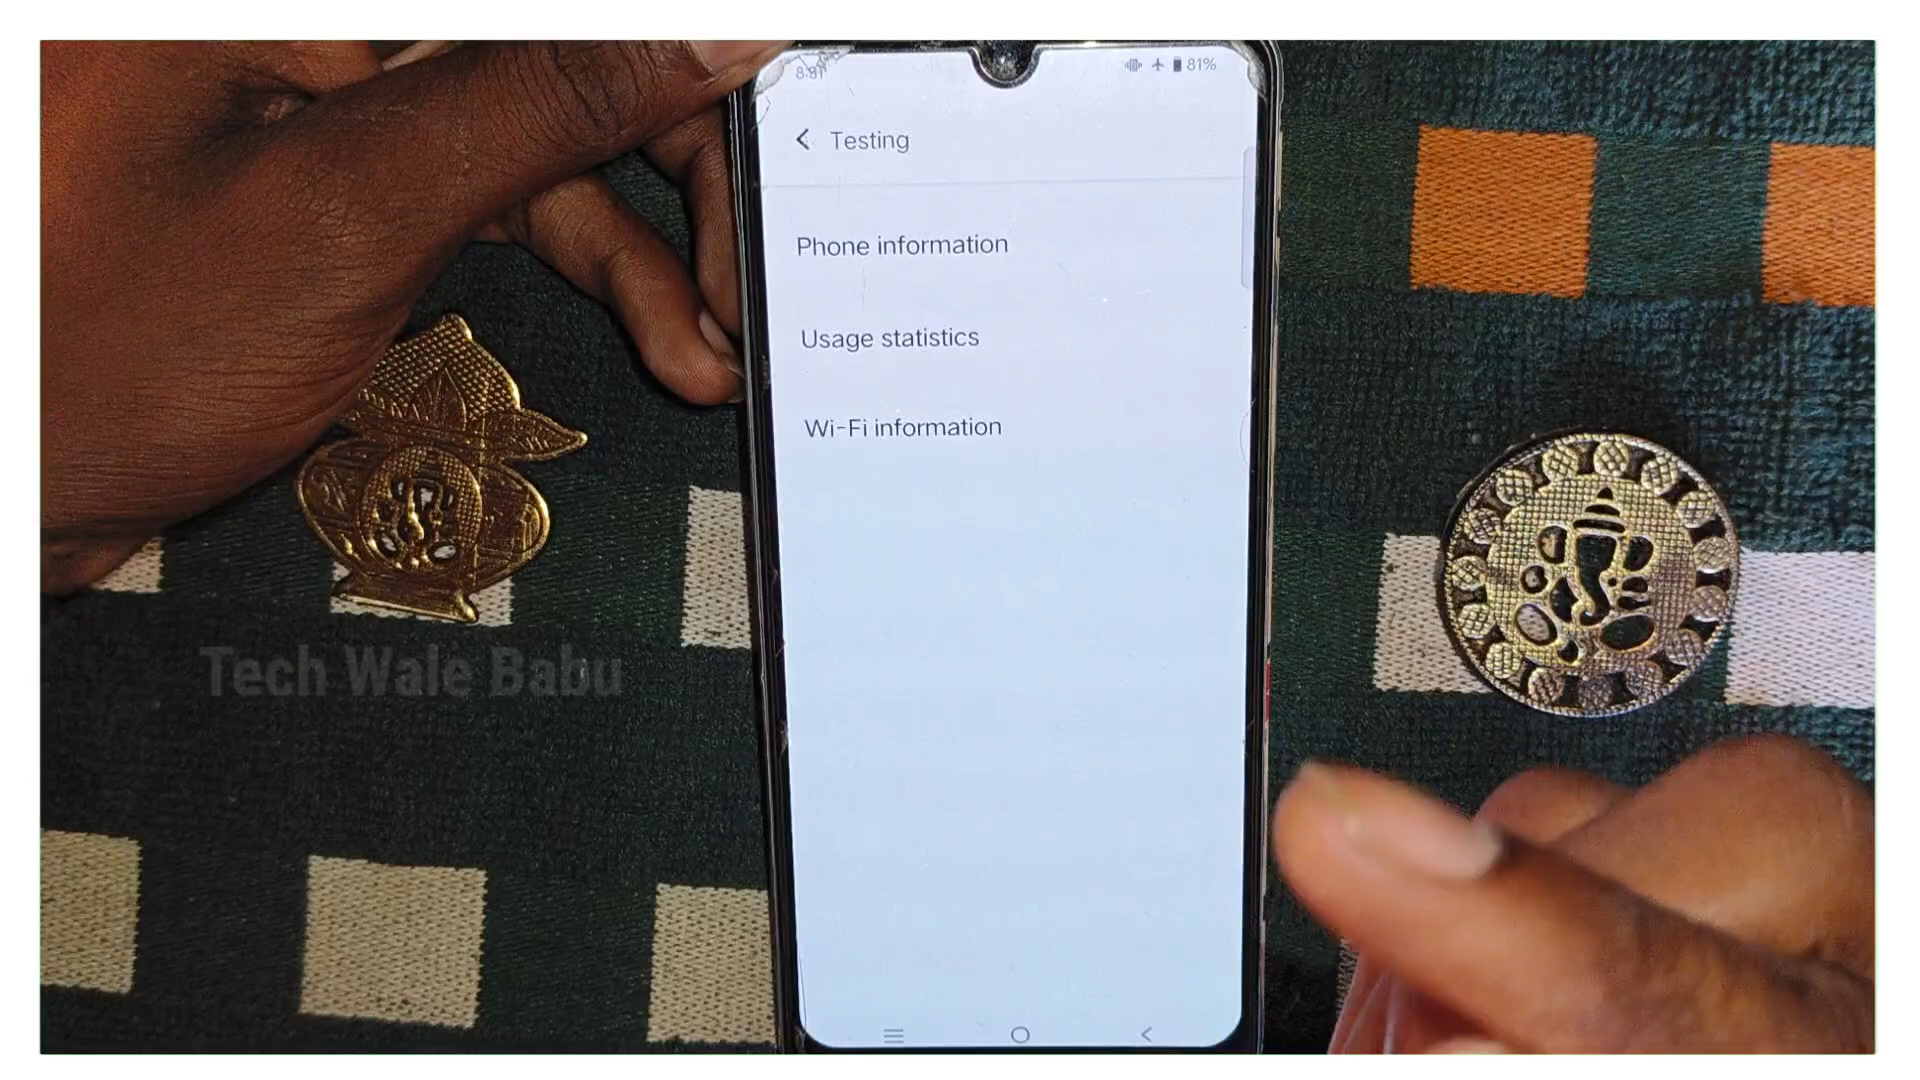 81%
Testing
Phone information
Usage statistics
Wi-Fi information
Tech Wale Babu